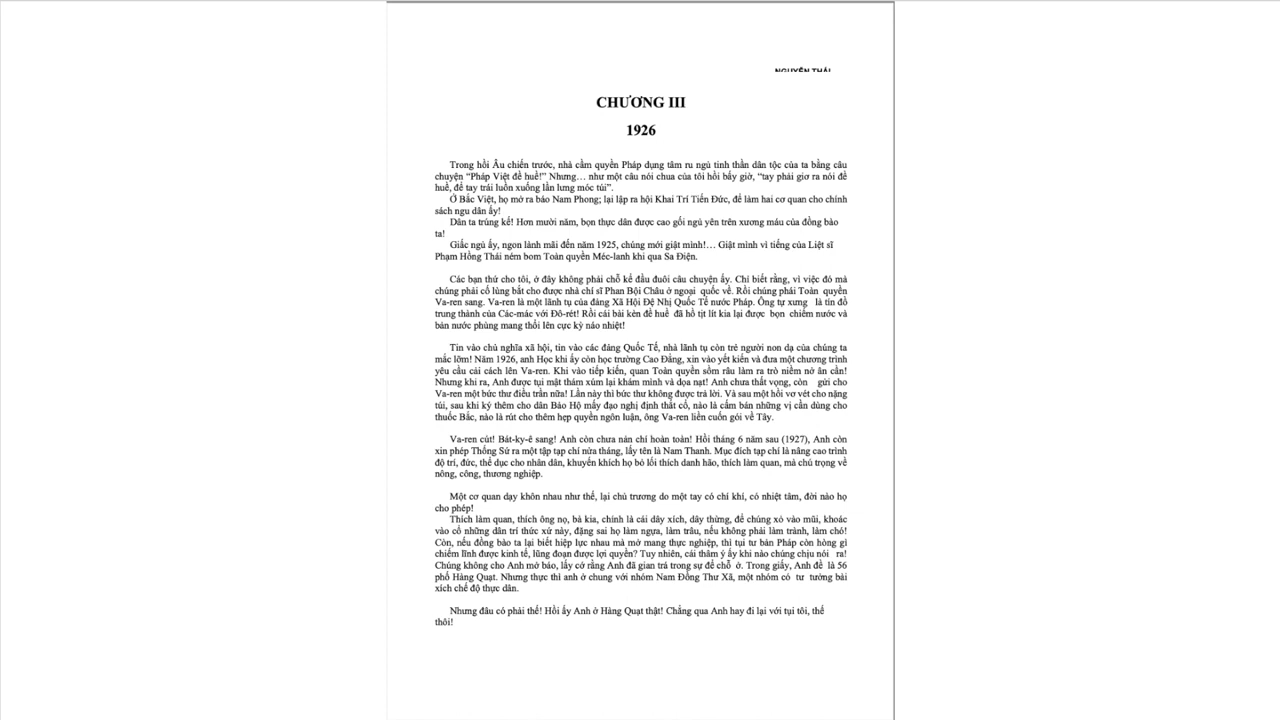 NGUYỄN THÁI
CHƯƠNG III
1926
Trong hồi Âu chiến trước, nhà cầm quyền Pháp dụng tâm ru ngủ tinh thần dân tộc của ta bằng câu
chuyện “Pháp Việt đề huề!” Nhưng… như một câu nói chua của tôi hồi bấy giờ, “tay phải giơ ra nói đề
huề, để tay trái luồn xuống lần lưng móc túi”.
Ở Bắc Việt, họ mở ra báo Nam Phong; lại lập ra hội Khai Trí Tiến Đức, để làm hai cơ quan cho chính
sách ngu dân ấy!
Dân ta trúng kế! Hơn mười năm, bọn thực dân được cao gối ngủ yên trên xương máu của đồng bào
ta!
Giấc ngủ ấy, ngon lành mãi đến năm 1925, chúng mới giật mình!… Giật mình vì tiếng của Liệt sĩ
Phạm Hồng Thái ném bom Toàn quyền Méc-lanh khi qua Sa Điện.
Các bạn thứ cho tôi, ở đây không phải chỗ kể đầu đuôi câu chuyện ấy. Chỉ biết rằng, vì việc đó mà
chúng phải cố lùng bắt cho được nhà chí sĩ Phan Bội Châu ở ngoại quốc về. Rồi chúng phái Toàn quyền
Va-ren sang. Va-ren là một lãnh tụ của đảng Xã Hội Đệ Nhị Quốc Tế nước Pháp. Ông tự xưng là tín đồ
trung thành của Các-mác với Đô-rét! Rồi cái bài kèn đề huề đã hồ tịt lít kia lại được bọn chiếm nước và
bán nước phùng mang thổi lên cực kỳ náo nhiệt!
Tin vào chủ nghĩa xã hội, tin vào các đảng Quốc Tế, nhà lãnh tụ còn trẻ người non dạ của chúng ta
mắc lỡm! Năm 1926, anh Học khi ấy còn học trường Cao Đẳng, xin vào yết kiến và đưa một chương trình
yêu cầu cải cách lên Va-ren. Khi vào tiếp kiến, quan Toàn quyền sồm râu làm ra trò niềm nở ân cần!
Nhưng khi ra, Anh được tụi mật thám xúm lại khám mình và dọa nạt! Anh chưa thất vọng, còn gửi cho
Va-ren một bức thư điều trần nữa! Lần này thì bức thư không được trả lời. Và sau một hồi vơ vét cho nặng
túi, sau khi ký thêm cho dân Bảo Hộ mấy đạo nghị định thắt cổ, nào là cấm bán những vị cần dùng cho
thuốc Bắc, nào là rút cho thêm hẹp quyền ngôn luận, ông Va-ren liền cuốn gói về Tây.
Va-ren cút! Bát-ky-ê sang! Anh còn chưa nản chí hoàn toàn! Hồi tháng 6 năm sau (1927), Anh còn
xin phép Thống Sứ ra một tập tạp chí nửa tháng, lấy tên là Nam Thanh. Mục đích tạp chí là nâng cao trình
độ trí, đức, thể dục cho nhân dân, khuyến khích họ bỏ lối thích danh hão, thích làm quan, mà chú trọng về
nông, công, thương nghiệp.
Một cơ quan dạy khôn nhau như thế, lại chủ trương do một tay có chí khí, có nhiệt tâm, đời nào họ
cho phép!
Thích làm quan, thích ông nọ, bà kia, chính là cái dây xích, dây thừng, để chúng xỏ vào mũi, khoác
vào cổ những dân trí thức xứ này, đặng sai họ làm ngựa, làm trâu, nếu không phải làm trành, làm chó!
Còn, nếu đồng bào ta lại biết hiệp lực nhau mà mở mang thực nghiệp, thì tụi tư bản Pháp còn hòng gì
chiếm lĩnh được kinh tế, lũng đoạn được lợi quyền? Tuy nhiên, cái thâm ý ấy khi nào chúng chịu nói ra!
Chúng không cho Anh mở báo, lấy cớ rằng Anh đã gian trá trong sự để chỗ ở. Trong giấy, Anh đề là 56
phố Hàng Quạt. Nhưng thực thì anh ở chung với nhóm Nam Đồng Thư Xã, một nhóm có tư tưởng bài
xích chế độ thực dân.
Nhưng đâu có phải thế! Hồi ấy Anh ở Hàng Quạt thật! Chẳng qua Anh hay đi lại với tụi tôi, thế
thôi!